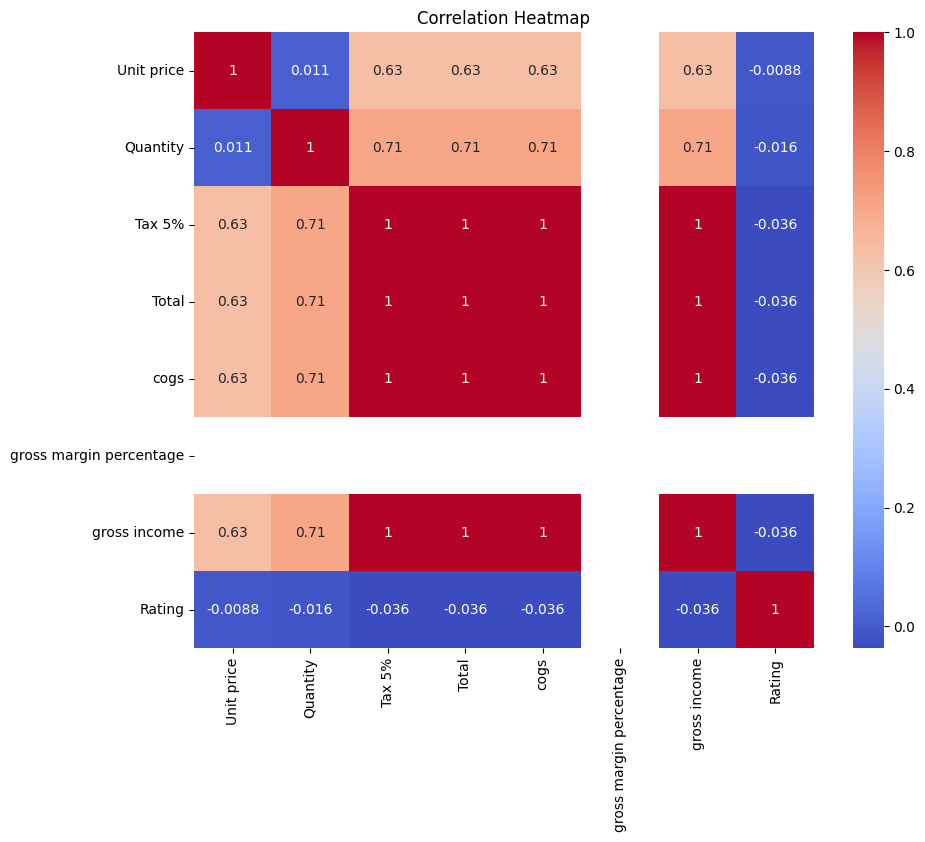 Correlation Heatmap
Unit price 1 0.011 0.63 0.63 0.63 0.63 -0.0088
Quantity 0.011 1 0.71 0.71 0.71 0.71 -0.016
Tax 5% 0.63 0.71 1 1 1 1 -0.036
Total 0.63 0.71 1 1 1 1 -0.036
cogs 0.63 0.71 1 1 1 1 -0.036
gross margin percentage
gross income 0.63 0.71 1 1 1 1 -0.036
Rating -0.0088 -0.016 -0.036 -0.036 -0.036 -0.036 1
Unit price
Quantity
Tax 5%
Total
cogs
gross margin percentage
gross income
Rating
1.0
0.8
0.6
0.4
0.2
0.0